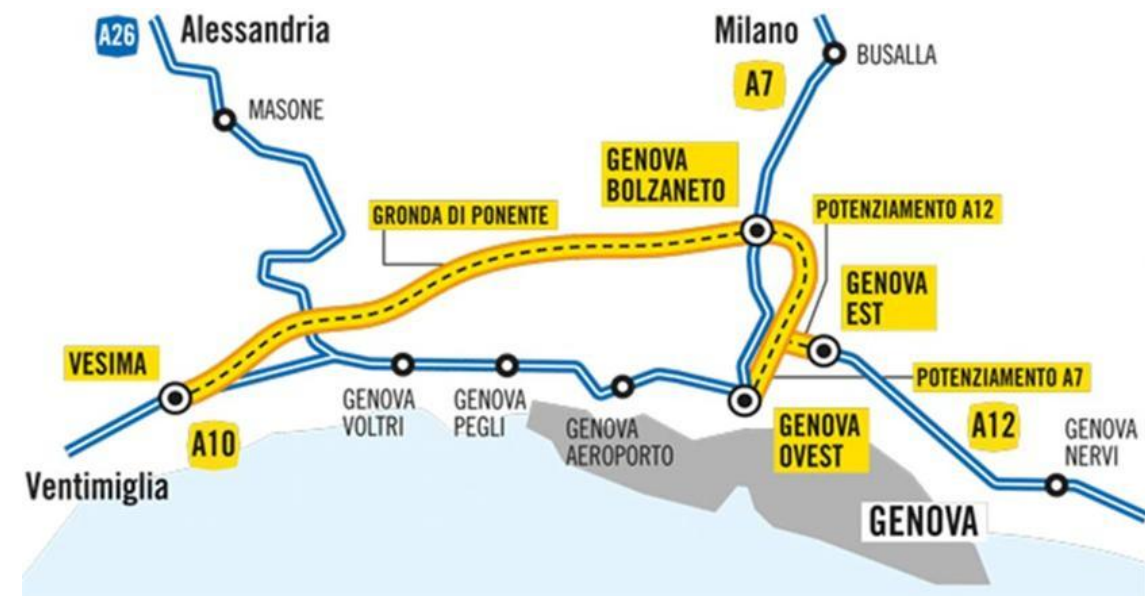 A26
Alessandria
MASONE
Milano
A7
BUSALLA
GENOVA
BOLZANETO
POTENZIAMENTO A12
GRONDA DI PONENTE
GENOVA
EST
VESIMA
POTENZIAMENTO A7
GENOVA
VOLTRI
GENOVA
PEGLI
GENOVA
AEROPORTO
GENOVA
OVEST
A12
GENOVA
NERVI
A10
Ventimiglia
GENOVA